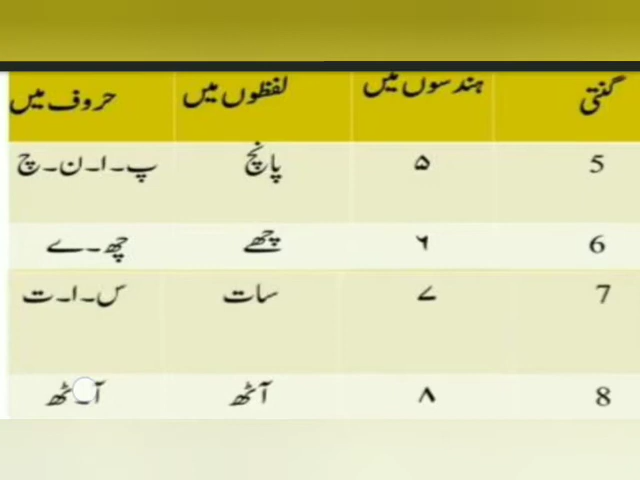 گنتی ہندسوں میں لفظوں میں حروف میں
5 ۵ پانچ پ-ا-ن-چ
6 ۶ چھے چھ-ے
7 ۷ سات س-ا-ت
8 ۸ آٹھ آ-ٹھ